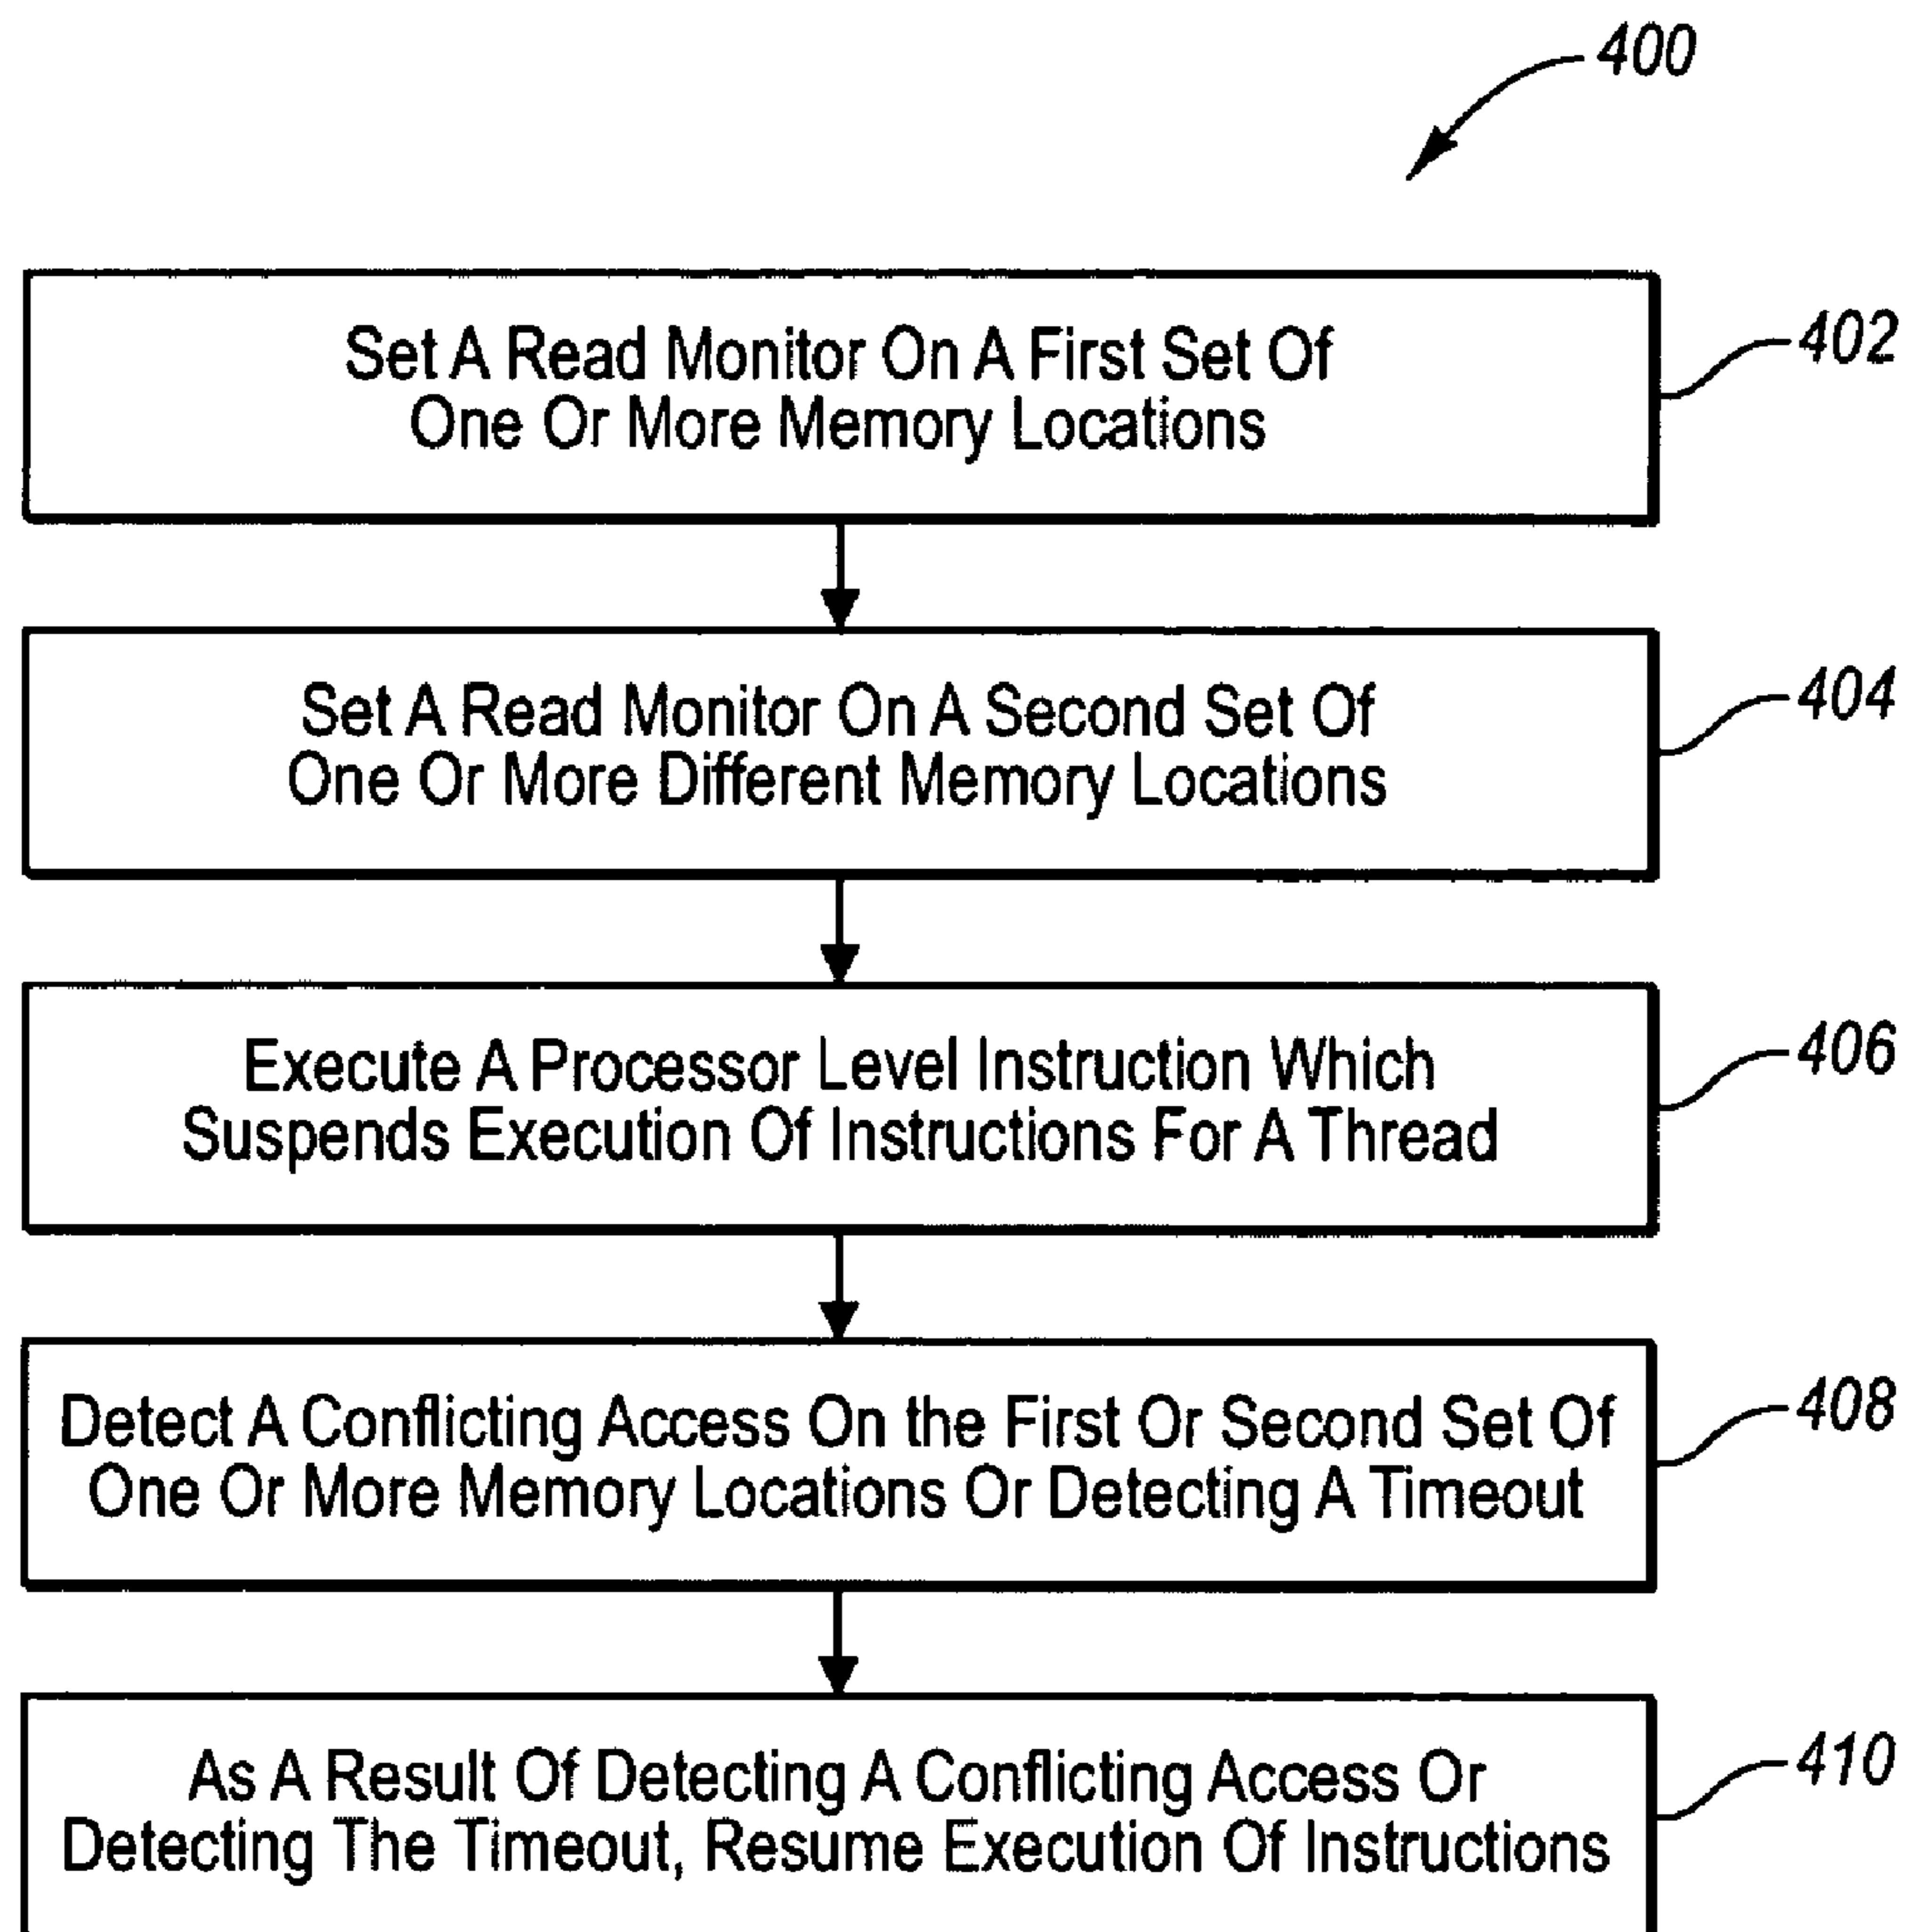 400
Set A Read Monitor On A First Set Of
One Or More Memory Locations
402
Set A Read Monitor On A Second Set Of
One Or More Different Memory Locations
404
Execute A Processor Level Instruction Which
Suspends Execution Of Instructions For A Thread
406
Detect A Conflicting Access On the First Or Second Set Of
One Or More Memory Locations Or Detecting A Timeout
408
As A Result Of Detecting A Conflicting Access Or
Detecting The Timeout, Resume Execution Of Instructions
410